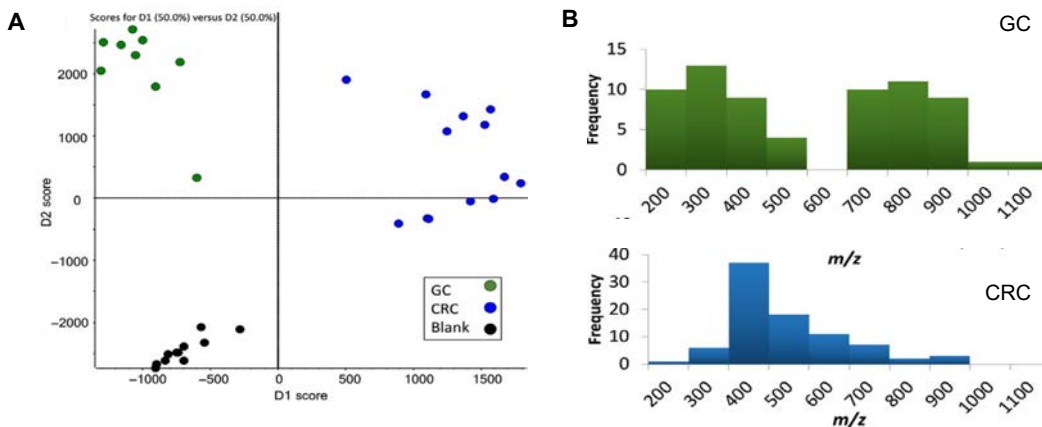 A
Scores for D1 (50.0%) versus D2 (50.0%)
2000
1000
0
−1000
−2000
D2 score
−1000
−500
0
500
1000
1500
D1 score
GC
CRC
Blank
B
GC
15
10
5
0
Frequency
200
300
400
500
600
700
800
900
1000
1100
m/z
CRC
40
30
20
10
0
Frequency
200
300
400
500
600
700
800
900
1000
1100
m/z